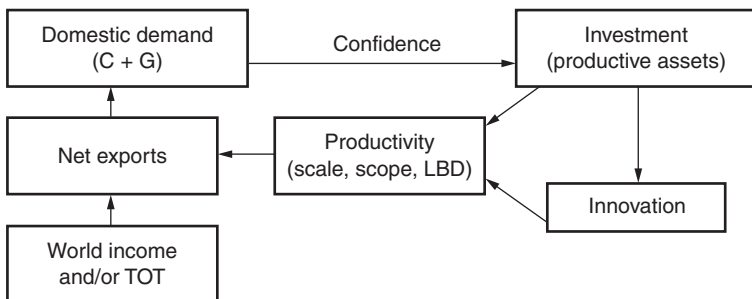 Domestic demand
(C + G)
Confidence
Investment
(productive assets)
Net exports
Productivity
(scale, scope, LBD)
Innovation
World income
and/or TOT